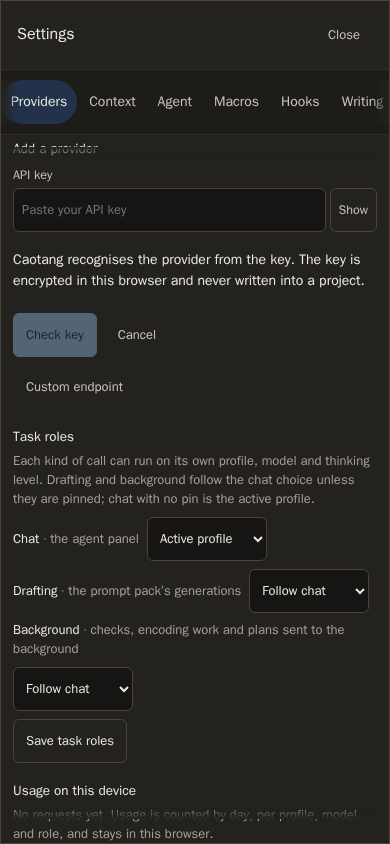 Settings
Close
Providers
Context
Agent
Macros
Hooks
Writing
Add a provider
API key
Paste your API key
Show
Caotang recognises the provider from the key. The key is
encrypted in this browser and never written into a project.
Check key
Cancel
Custom endpoint
Task roles
Each kind of call can run on its own profile, model and thinking
level. Drafting and background follow the chat choice unless
they are pinned; chat with no pin is the active profile.
Chat · the agent panel
Active profile
Drafting · the prompt pack's generations
Follow chat
Background · checks, encoding work and plans sent to the
background
Follow chat
Save task roles
Usage on this device
No requests yet. Usage is counted by day, per profile, model
and role, and stays in this browser.